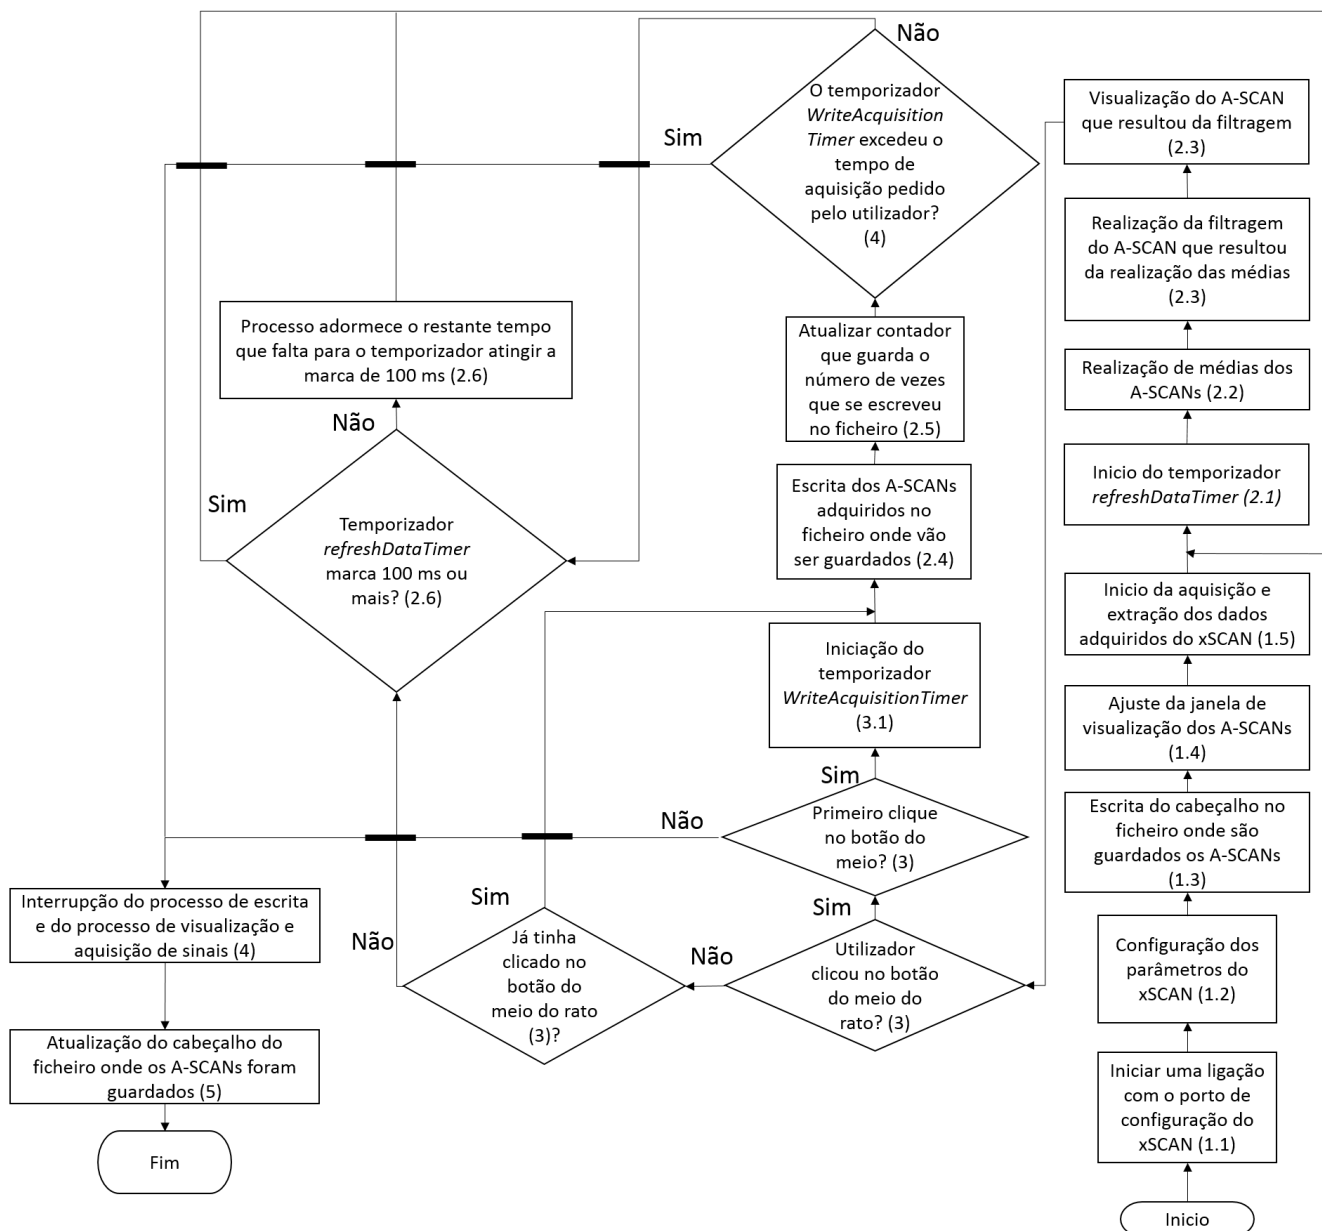 Não
O temporizador
WriteAcquisition
Timer excedeu o
tempo de
aquisição pedido
pelo utilizador?
(4)
Sim
Visualização do A-SCAN
que resultou da filtragem
(2.3)
Realização da filtragem
do A-SCAN que resultou
da realização das médias
(2.3)
Processo adormece o restante tempo
que falta para o temporizador atingir a
marca de 100 ms (2.6)
Atualizar contador
que guarda o
número de vezes
que se escreveu
no ficheiro (2.5)
Realização de médias dos
A-SCANs (2.2)
Não
Sim
Temporizador
refreshDataTimer
marca 100 ms ou
mais? (2.6)
Escrita dos A-SCANs
adquiridos no
ficheiro onde vão
ser guardados (2.4)
Inicio do temporizador
refreshDataTimer (2.1)
Inicio da aquisição e
extração dos dados
adquiridos do xSCAN (1.5)
Iniciação do
temporizador
WriteAcquisitionTimer
(3.1)
Ajuste da janela de
visualização dos A-SCANs
(1.4)
Sim
Não
Primeiro clique
no botão do
meio? (3)
Escrita do cabeçalho no
ficheiro onde são
guardados os A-SCANs
(1.3)
Interrupção do processo de escrita
e do processo de visualização e
aquisição de sinais (4)
Não
Sim
Já tinha
clicado no
botão do
meio do rato
(3)?
Não
Sim
Utilizador
clicou no botão
do meio do
rato? (3)
Configuração dos
parâmetros do
xSCAN (1.2)
Atualização do cabeçalho do
ficheiro onde os A-SCANs foram
guardados (5)
Iniciar uma ligação
com o porto de
configuração do
xSCAN (1.1)
Fim
Inicio